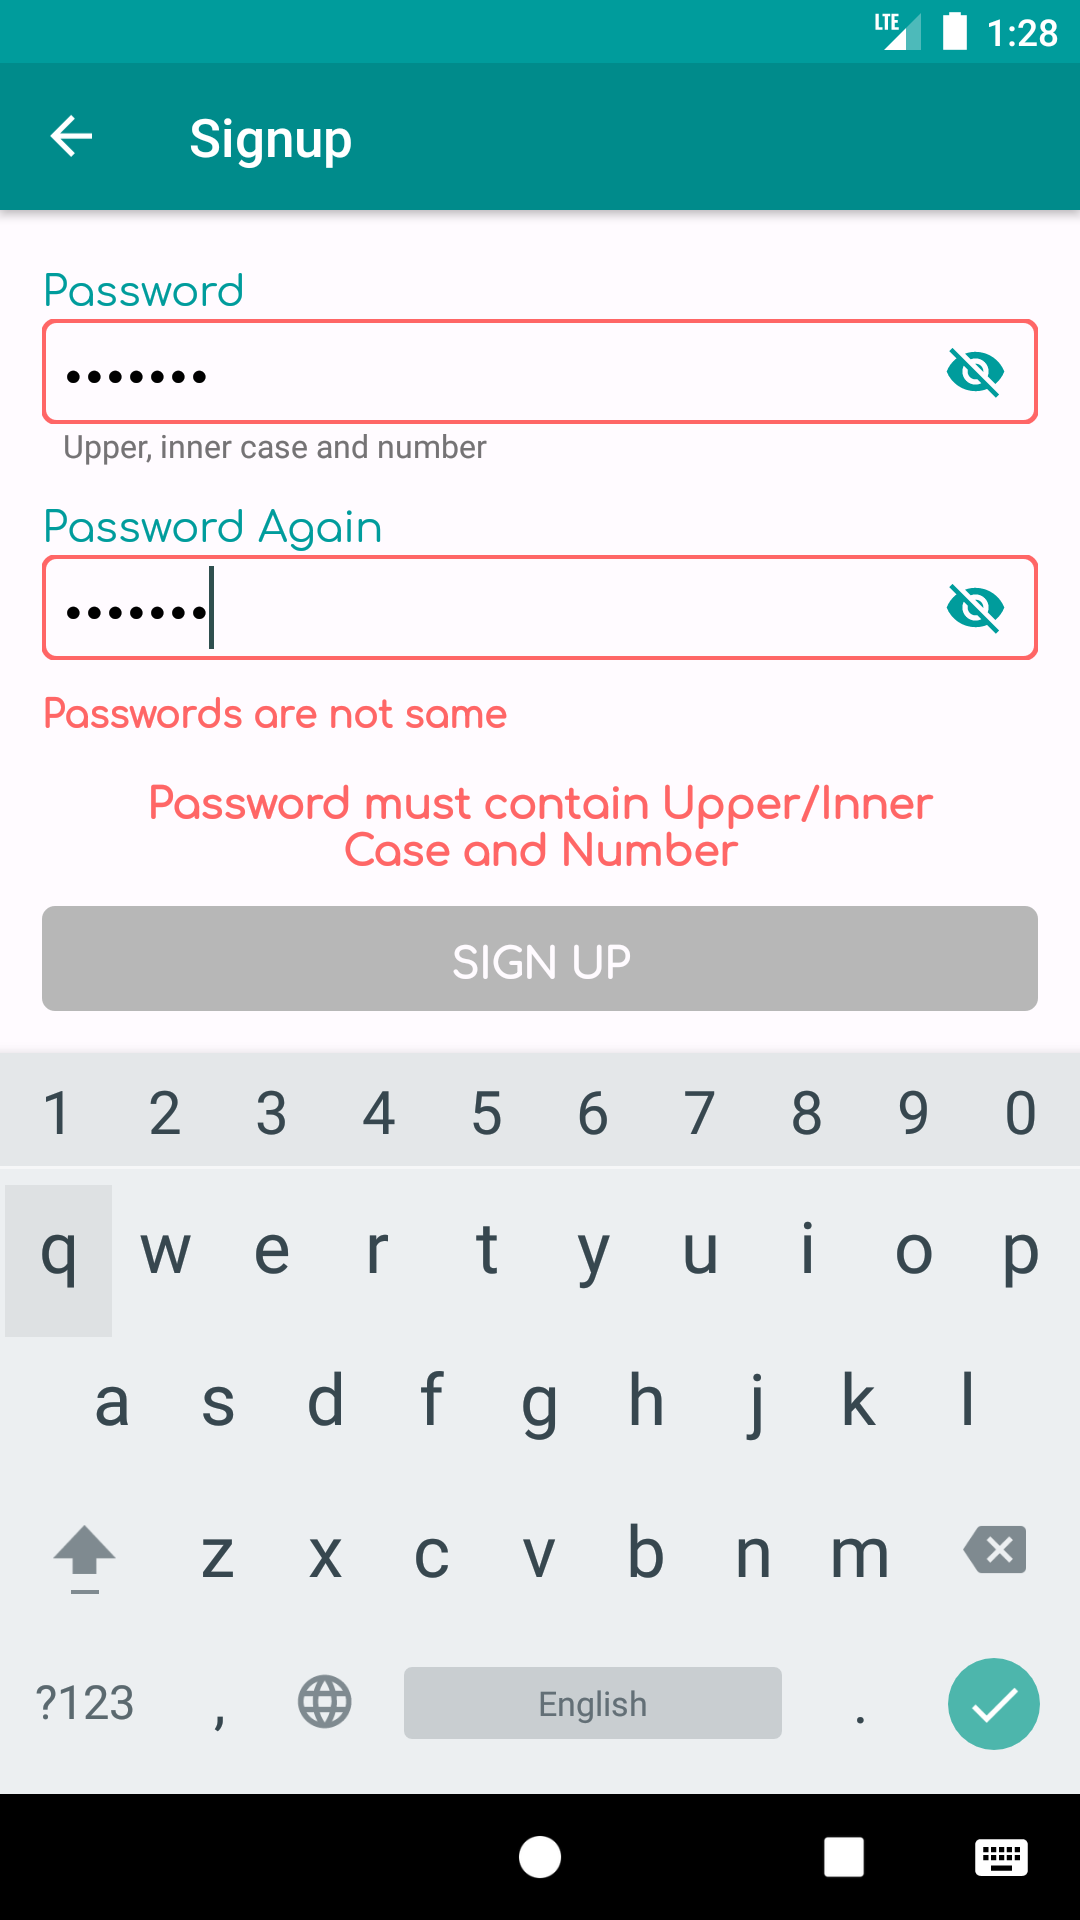 LTE 1:28
Signup
Password
•••••••
Upper, inner case and number
Password Again
•••••••
Passwords are not same
Password must contain Upper/Inner
Case and Number
SIGN UP
1 2 3 4 5 6 7 8 9 0
q w e r t y u i o p
a s d f g h j k l
z x c v b n m
?123 , English .